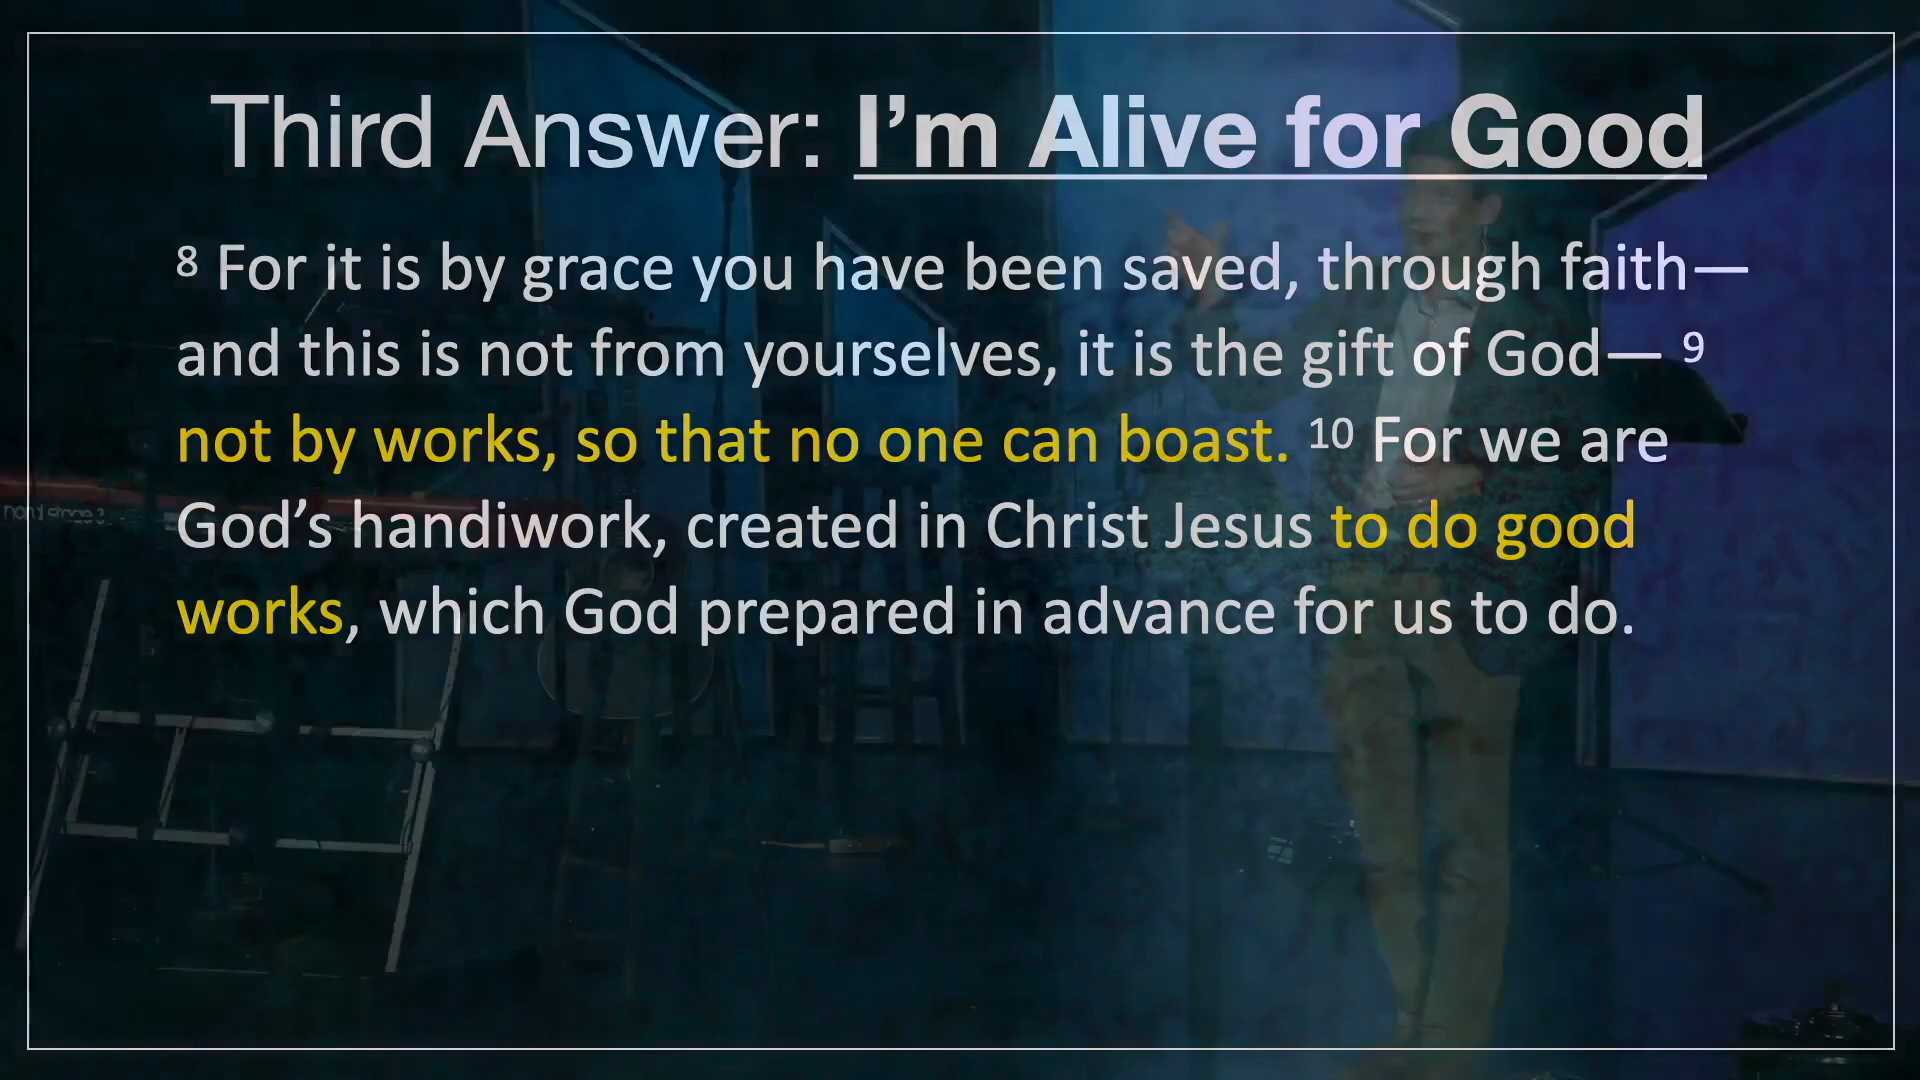 Third Answer: I’m Alive for Good
8 For it is by grace you have been saved, through faith—
and this is not from yourselves, it is the gift of God— 9
not by works, so that no one can boast. 10 For we are
God’s handiwork, created in Christ Jesus to do good
works, which God prepared in advance for us to do.